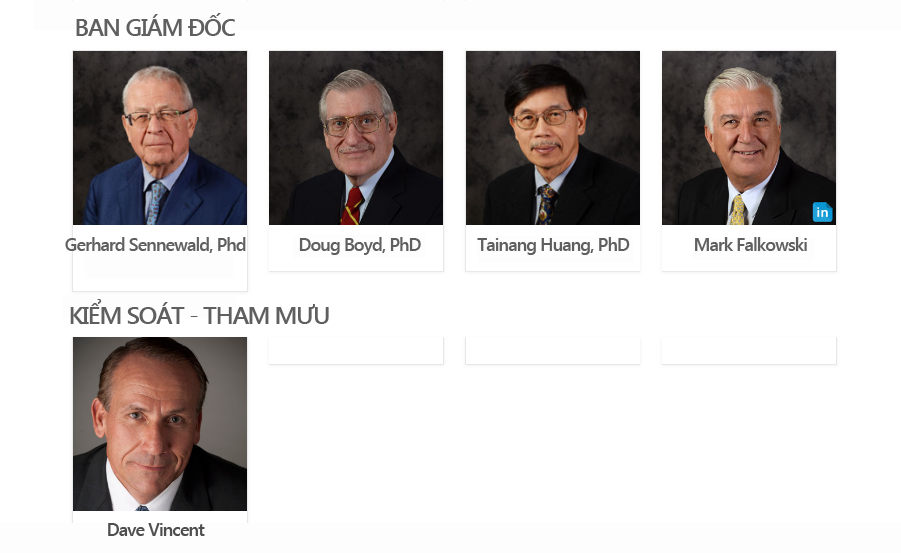 BAN GIÁM ĐỐC
in
Gerhard Sennewald, Phd
Doug Boyd, PhD
Tainang Huang, PhD
Mark Falkowski
KIỂM SOÁT - THAM MƯU
Dave Vincent